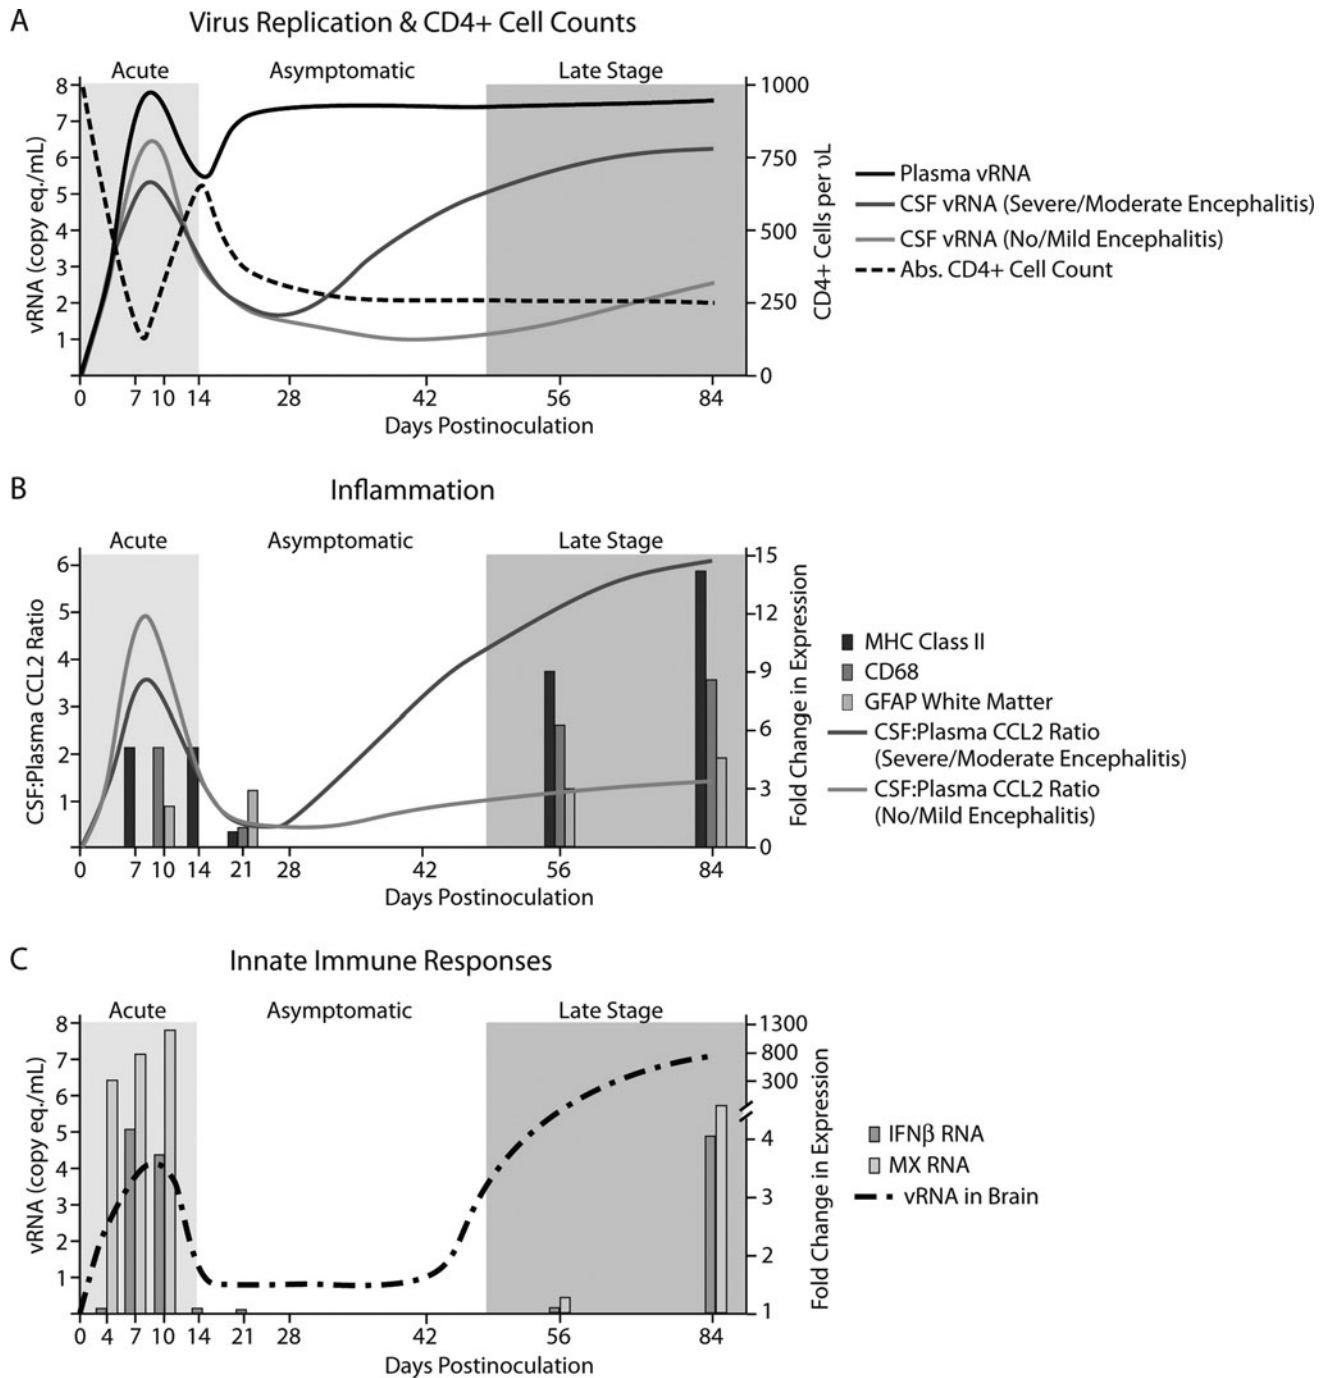 A
Virus Replication & CD4+ Cell Counts
Acute
Asymptomatic
Late Stage
vRNA (copy eq./mL)
8
7
6
5
4
3
2
1
0
7
10
14
28
42
56
84
Days Postinoculation
1000
750
500
250
0
CD4+ Cells per υL
Plasma vRNA
CSF vRNA (Severe/Moderate Encephalitis)
CSF vRNA (No/Mild Encephalitis)
Abs. CD4+ Cell Count
B
Inflammation
Acute
Asymptomatic
Late Stage
CSF:Plasma CCL2 Ratio
6
5
4
3
2
1
0
7
10
14
21
28
42
56
84
Days Postinoculation
15
12
9
6
3
0
Fold Change in Expression
MHC Class II
CD68
GFAP White Matter
CSF:Plasma CCL2 Ratio
(Severe/Moderate Encephalitis)
CSF:Plasma CCL2 Ratio
(No/Mild Encephalitis)
C
Innate Immune Responses
Acute
Asymptomatic
Late Stage
vRNA (copy eq./mL)
8
7
6
5
4
3
2
1
0
4
7
10
14
21
28
42
56
84
Days Postinoculation
1300
800
300
4
3
2
1
Fold Change in Expression
IFNβ RNA
MX RNA
vRNA in Brain